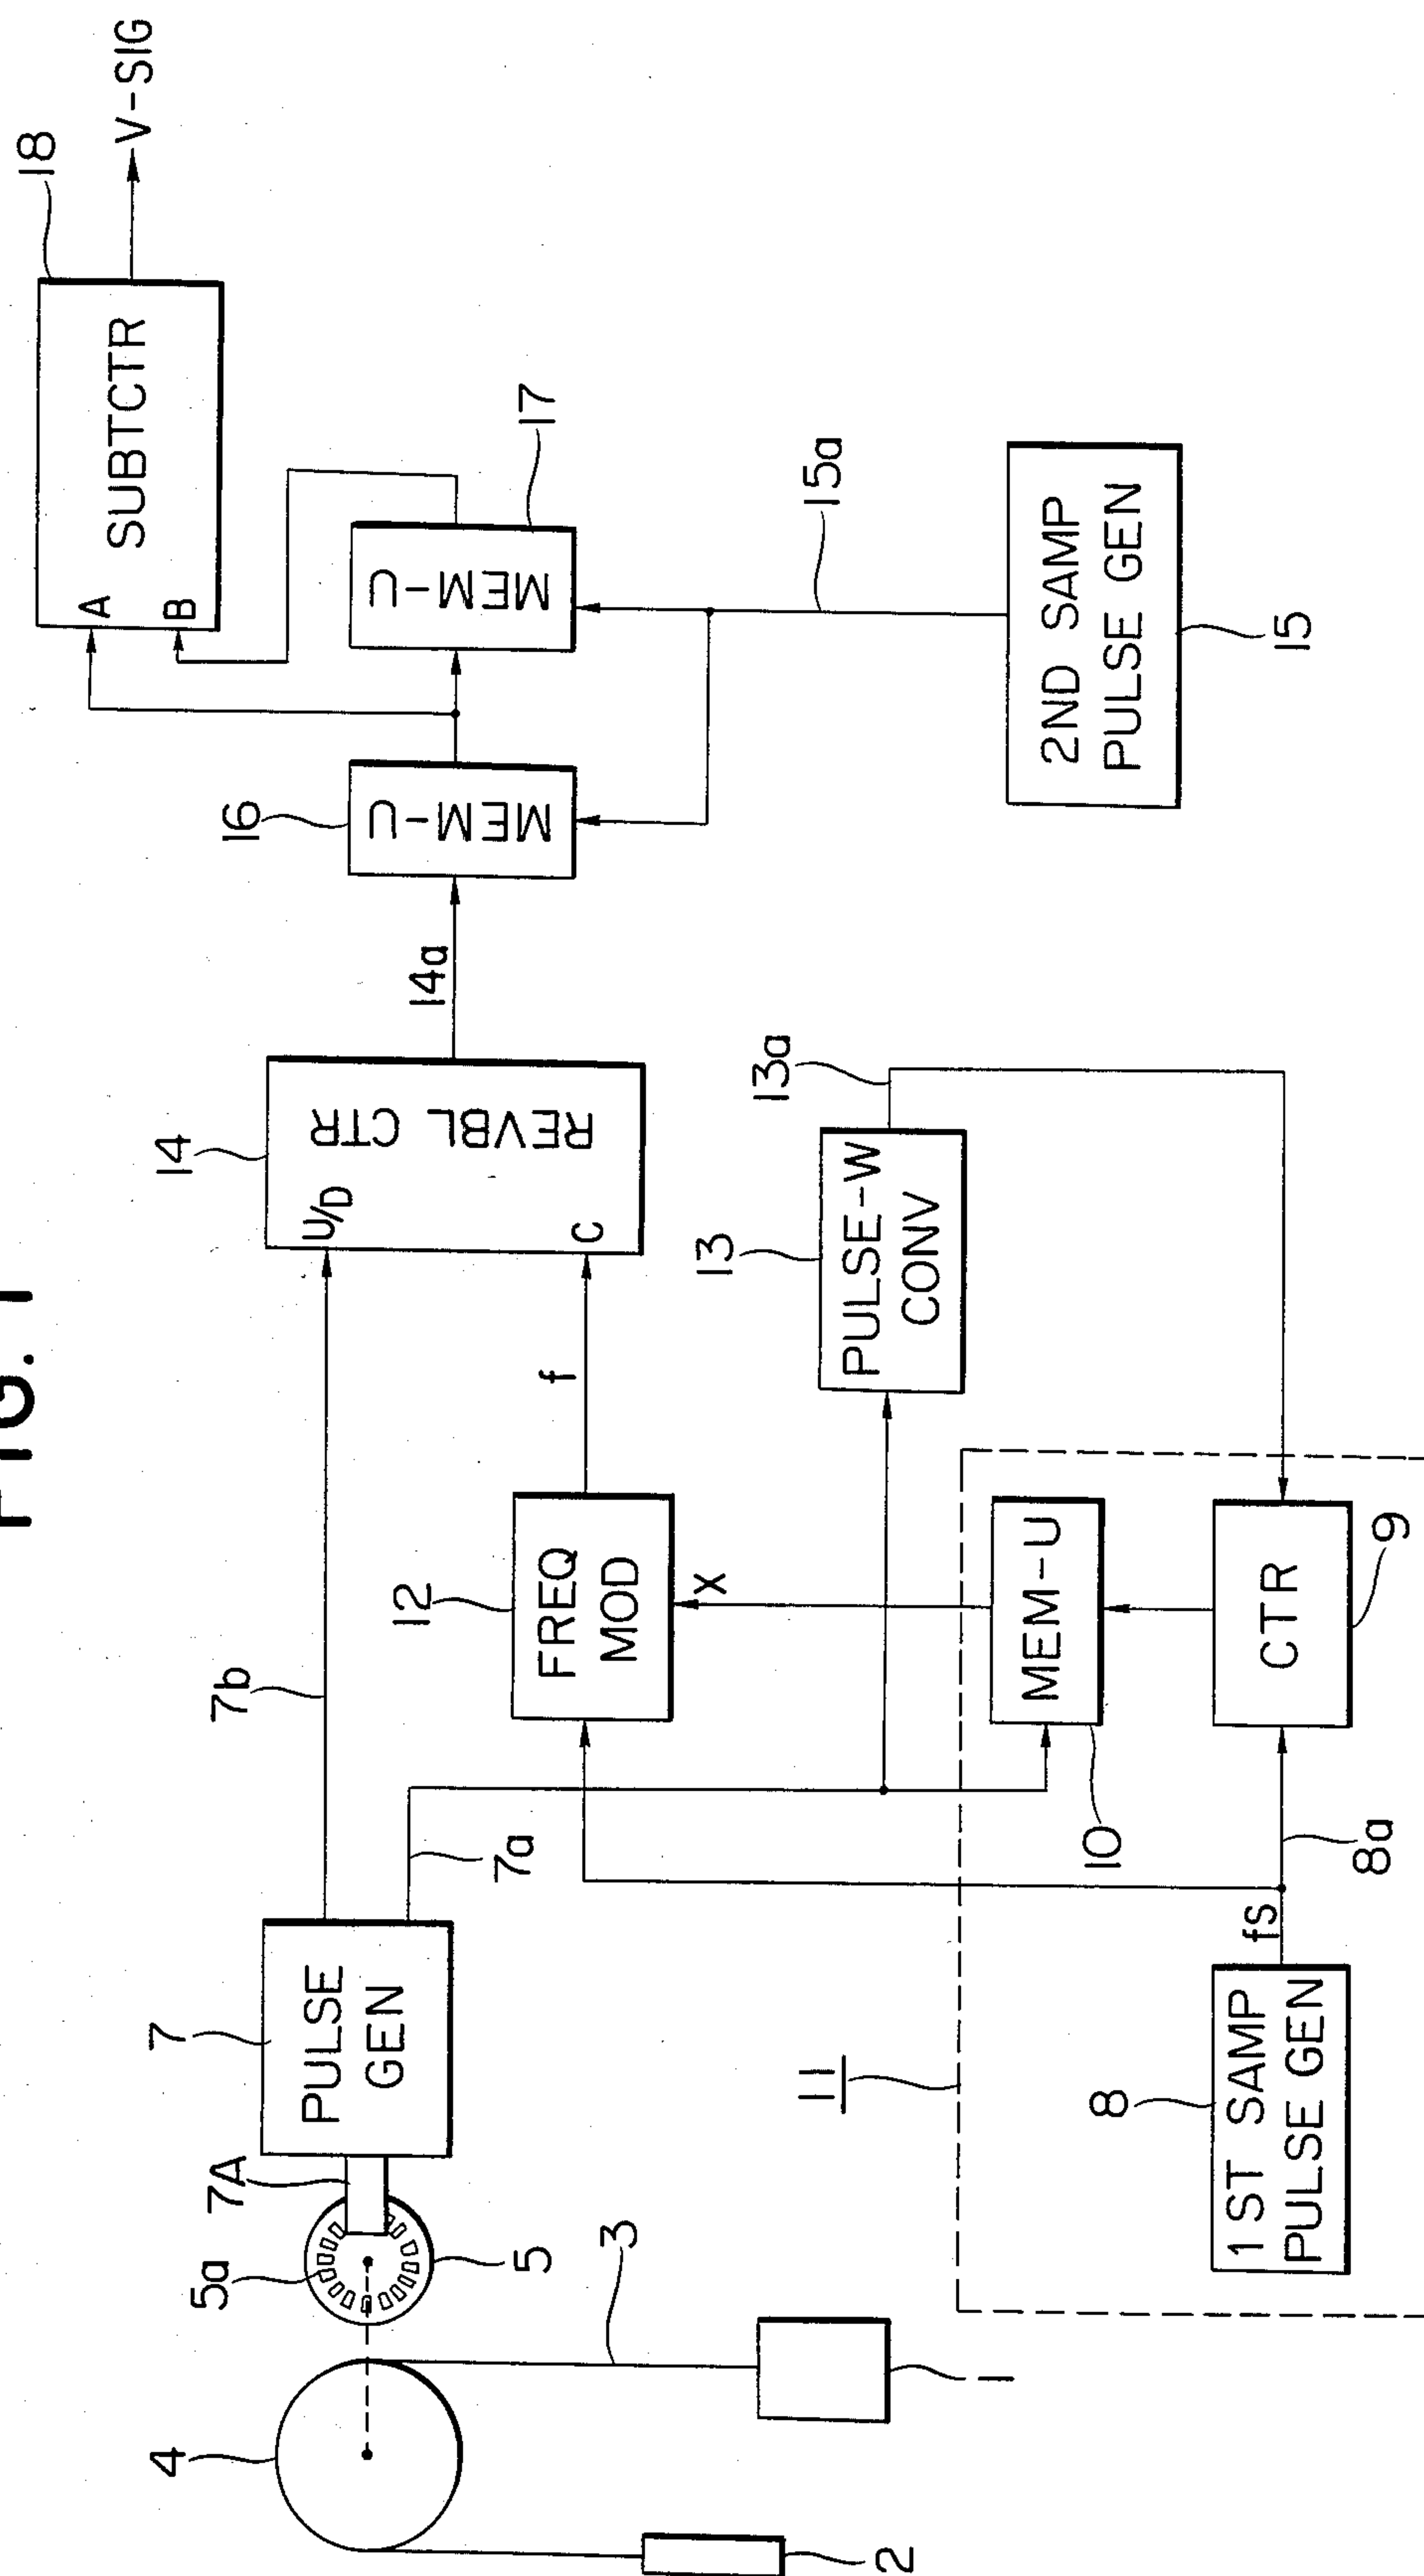 FIG. 1
4
2
3
1
5a
5
7A
7
PULSE
GEN
7b
7a
11
8
1ST SAMP
PULSE GEN
fS
8a
10
MEM-U
CTR
9
X
12
FREQ
MOD
f
13
PULSE-W
CONV
13a
14
U/D
C
REVBL CTR
14a
16
MEM-U
17
MEM-U
15a
2ND SAMP
PULSE GEN
15
18
A
B
SUBTCTR
V-SIG